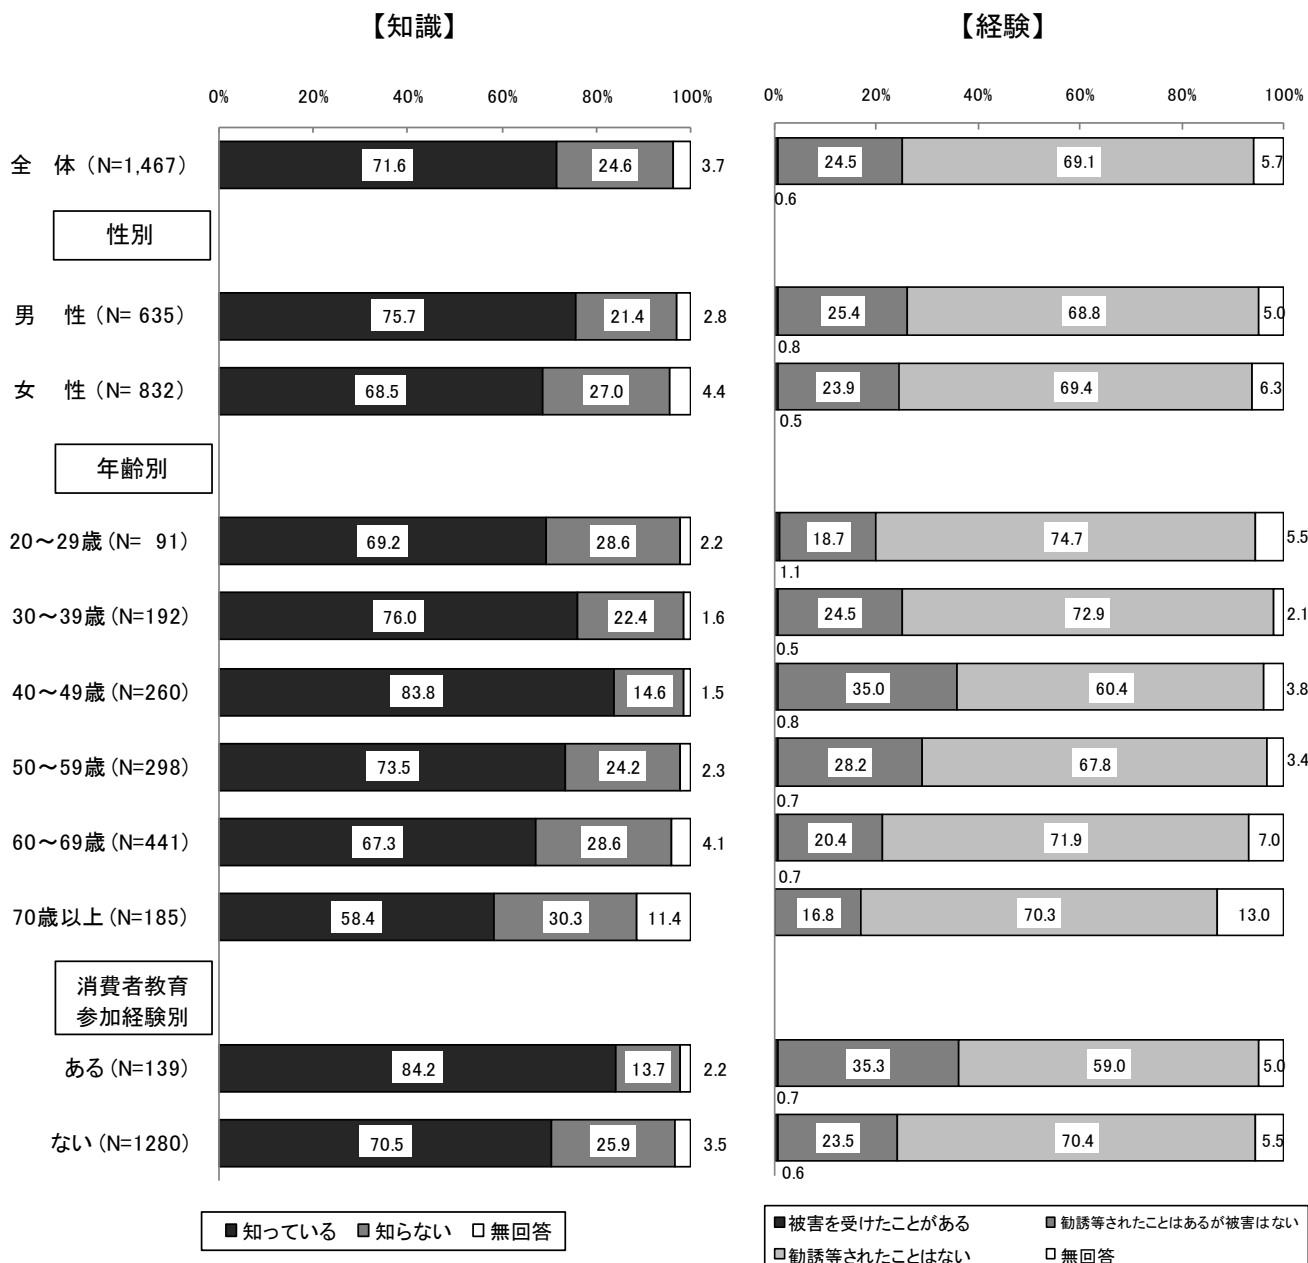 【知識】 【経験】
0% 20% 40% 60% 80% 100% 0% 20% 40% 60% 80% 100%
全 体 (N=1,467) 71.6 24.6 3.7 24.5 69.1 5.7
0.6
性別
男 性 (N= 635) 75.7 21.4 2.8 25.4 68.8 5.0
0.8
女 性 (N= 832) 68.5 27.0 4.4 23.9 69.4 6.3
0.5
年齢別
20～29歳 (N= 91) 69.2 28.6 2.2 18.7 74.7 5.5
1.1
30～39歳 (N=192) 76.0 22.4 1.6 24.5 72.9 2.1
0.5
40～49歳 (N=260) 83.8 14.6 1.5 35.0 60.4 3.8
0.8
50～59歳 (N=298) 73.5 24.2 2.3 28.2 67.8 3.4
0.7
60～69歳 (N=441) 67.3 28.6 4.1 20.4 71.9 7.0
0.7
70歳以上 (N=185) 58.4 30.3 11.4 16.8 70.3 13.0
消費者教育
参加経験別
ある (N=139) 84.2 13.7 2.2 35.3 59.0 5.0
0.7
ない (N=1280) 70.5 25.9 3.5 23.5 70.4 5.5
0.6
知っている 知らない 無回答
被害を受けたことがある 勧誘等されたことはあるが被害はない
勧誘等されたことはない 無回答